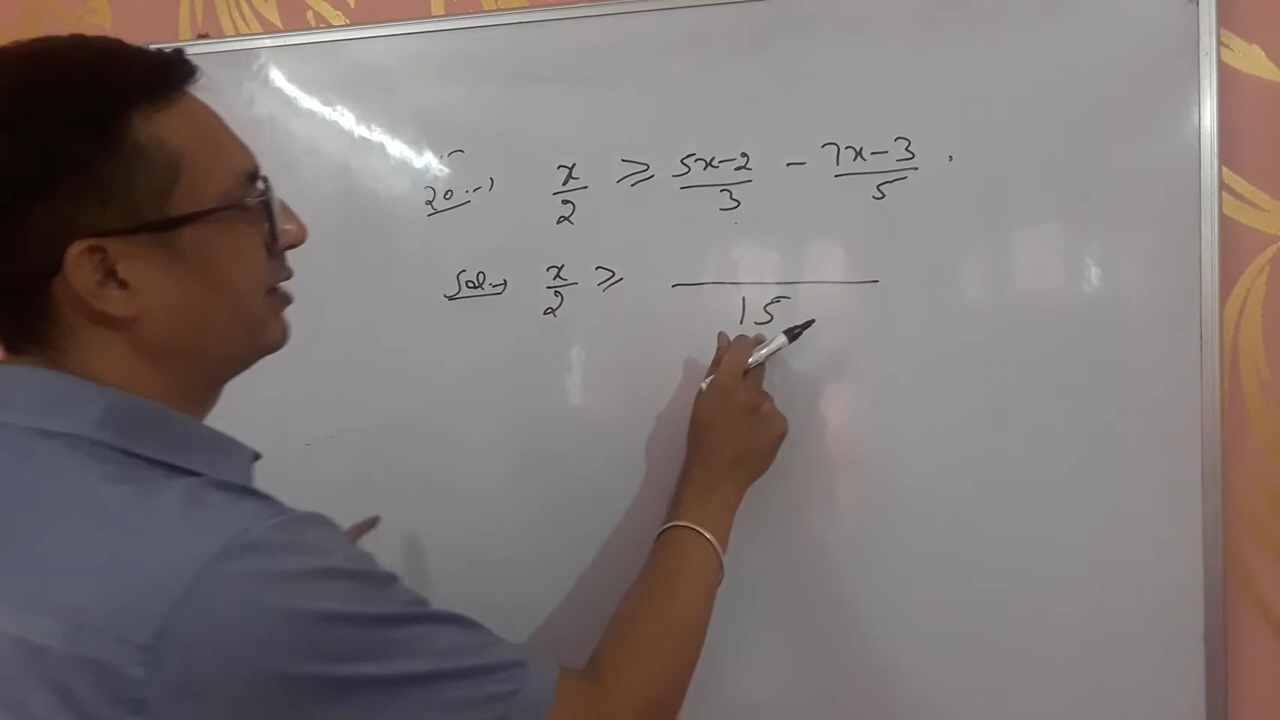 20.→ x/2 ≥ (5x-2)/3 - (7x-3)/5 .
Sol.→ x/2 ≥ ____/15